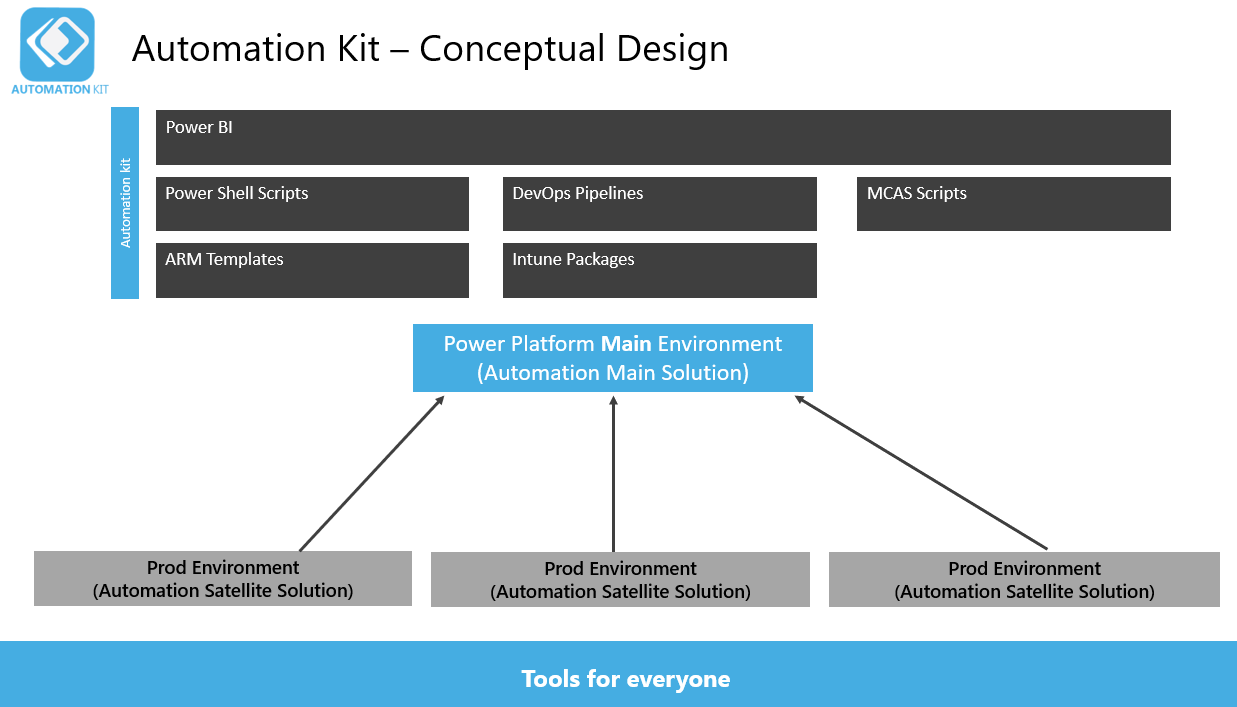 AUTOMATION KIT
Automation Kit – Conceptual Design
Automation kit
Power BI
Power Shell Scripts
DevOps Pipelines
MCAS Scripts
ARM Templates
Intune Packages
Power Platform Main Environment
(Automation Main Solution)
Prod Environment
(Automation Satellite Solution)
Prod Environment
(Automation Satellite Solution)
Prod Environment
(Automation Satellite Solution)
Tools for everyone